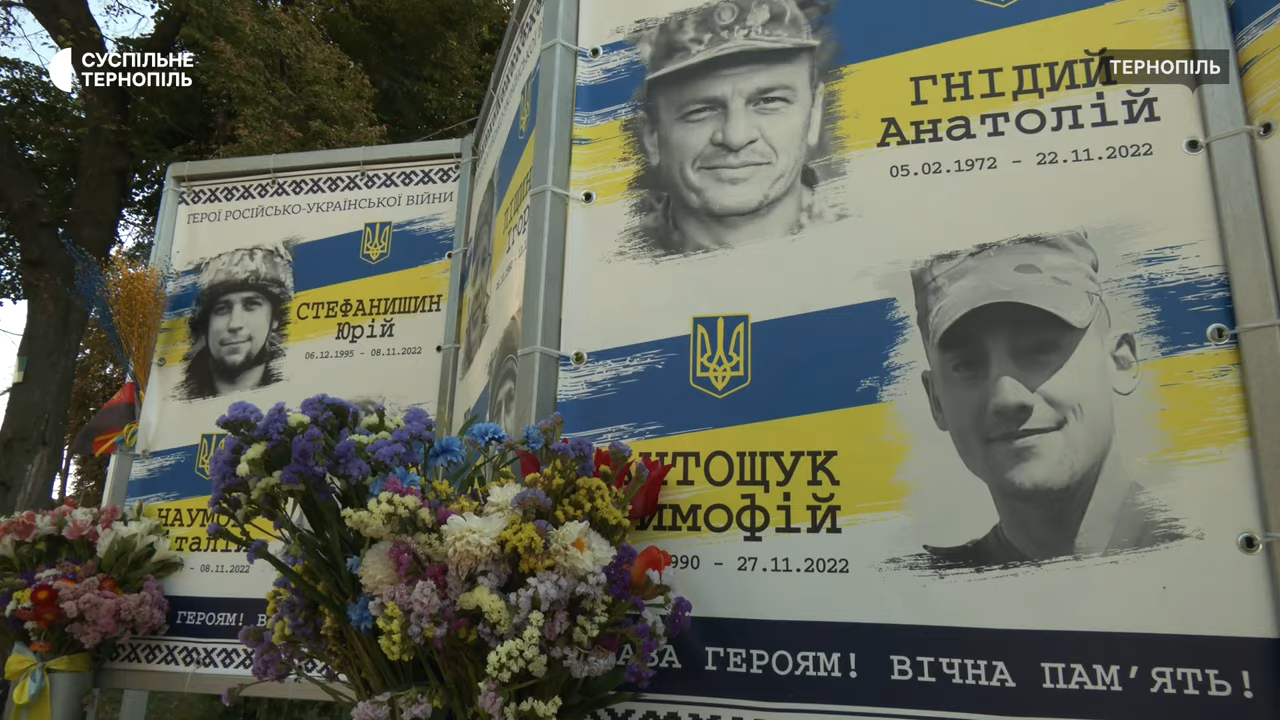 СУСПІЛЬНЕ
ТЕРНОПІЛЬ
ТЕРНОПІЛЬ
ГЕРОЇ РОСІЙСЬКО-УКРАЇНСЬКОЇ ВІЙНИ
СТЕФАНИШИН
Юрій
06.12.1995 - 08.11.2022
- 08.11.2022
ГЕРОЯМ!
ГНІДИЙ
Анатолій
05.02.1972 - 22.11.2022
- 27.11.2022
ГЕРОЯМ! ВІЧНА ПАМ'ЯТЬ!